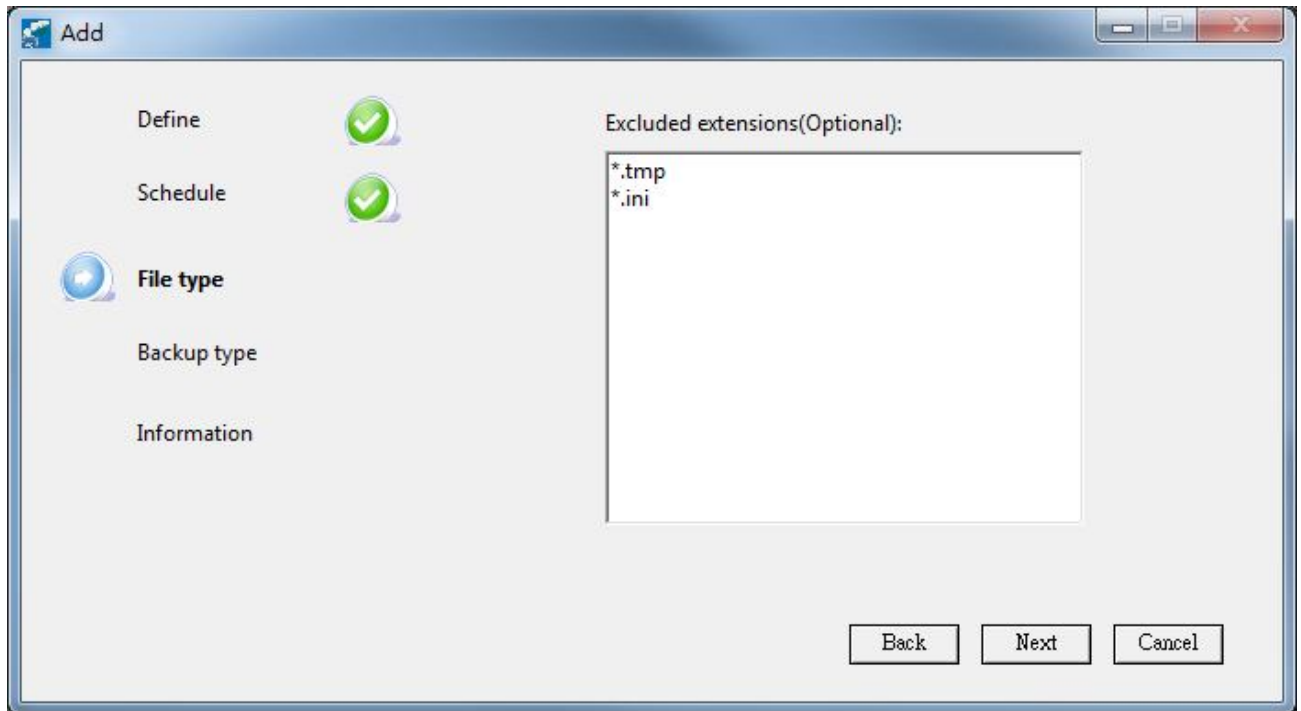 Add
Define
Schedule
File type
Backup type
Information
Excluded extensions(Optional):
*.tmp
*.ini
Back
Next
Cancel